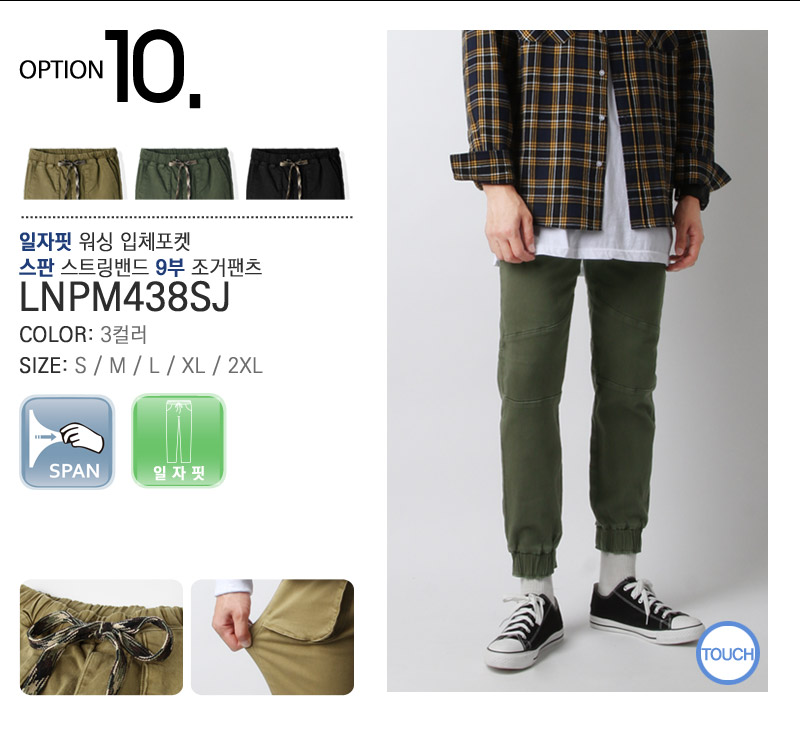 OPTION 10.
일자핏 워싱 입체포켓
스판 스트링밴드 9부 조거팬츠
LNPM438SJ
COLOR: 3컬러
SIZE: S / M / L / XL / 2XL
SPAN
일자핏
TOUCH